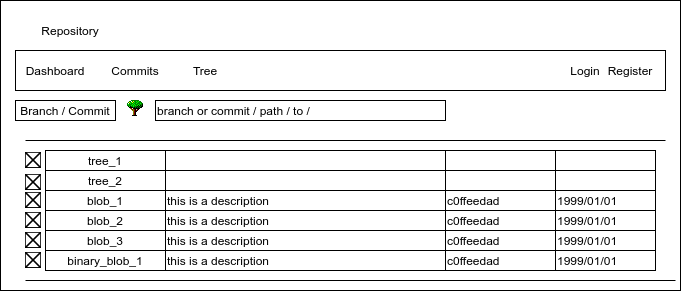 Repository
Dashboard Commits Tree Login Register
Branch / Commit branch or commit / path / to /
tree_1
tree_2
blob_1 this is a description c0ffeedad 1999/01/01
blob_2 this is a description c0ffeedad 1999/01/01
blob_3 this is a description c0ffeedad 1999/01/01
binary_blob_1 this is a description c0ffeedad 1999/01/01